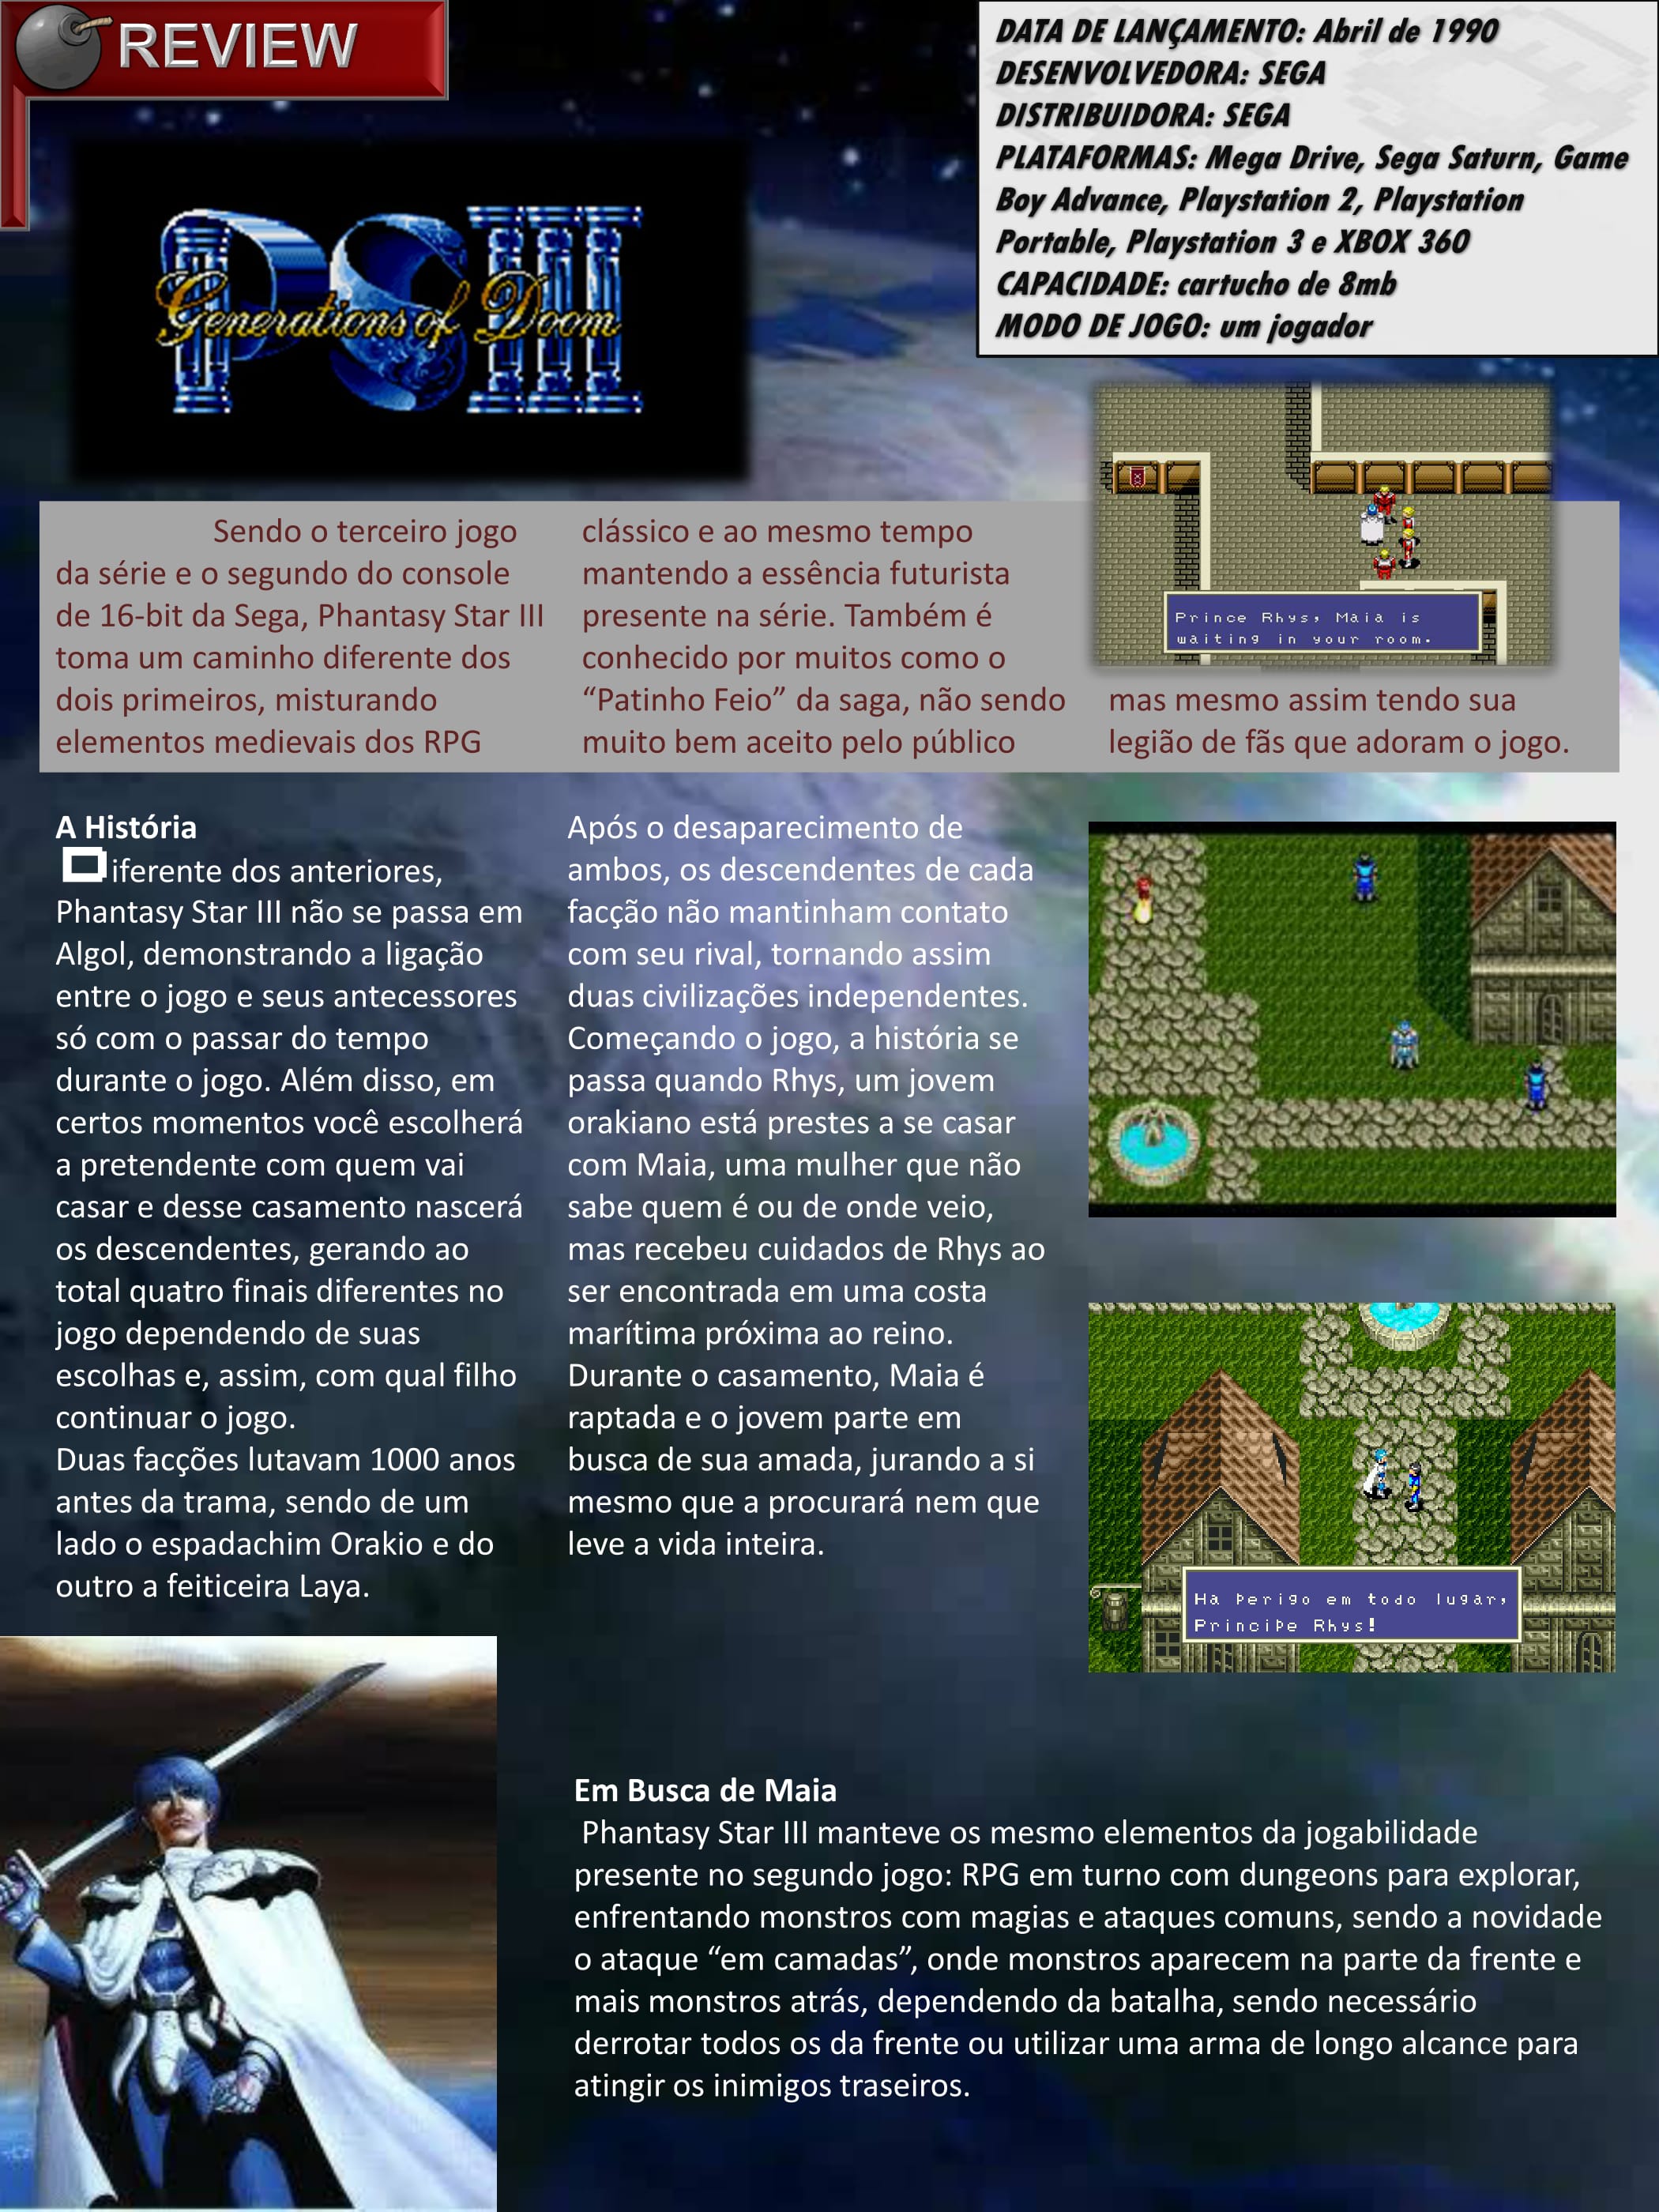 REVIEW
DATA DE LANÇAMENTO: Abril de 1990
DESENVOLVEDORA: SEGA
DISTRIBUIDORA: SEGA
PLATAFORMAS: Mega Drive, Sega Saturn, Game
Boy Advance, Playstation 2, Playstation
Portable, Playstation 3 e XBOX 360
CAPACIDADE: cartucho de 8mb
MODO DE JOGO: um jogador
PSIII
Generations of Doom
Prince Rhys, Maia is
waiting in your room.
Sendo o terceiro jogo
da série e o segundo do console
de 16-bit da Sega, Phantasy Star III
toma um caminho diferente dos
dois primeiros, misturando
elementos medievais dos RPG
clássico e ao mesmo tempo
mantendo a essência futurista
presente na série. Também é
conhecido por muitos como o
“Patinho Feio” da saga, não sendo
muito bem aceito pelo público
mas mesmo assim tendo sua
legião de fãs que adoram o jogo.
A História
Diferente dos anteriores,
Phantasy Star III não se passa em
Algol, demonstrando a ligação
entre o jogo e seus antecessores
só com o passar do tempo
durante o jogo. Além disso, em
certos momentos você escolherá
a pretendente com quem vai
casar e desse casamento nascerá
os descendentes, gerando ao
total quatro finais diferentes no
jogo dependendo de suas
escolhas e, assim, com qual filho
continuar o jogo.
Duas facções lutavam 1000 anos
antes da trama, sendo de um
lado o espadachim Orakio e do
outro a feiticeira Laya.
Após o desaparecimento de
ambos, os descendentes de cada
facção não mantinham contato
com seu rival, tornando assim
duas civilizações independentes.
Começando o jogo, a história se
passa quando Rhys, um jovem
orakiano está prestes a se casar
com Maia, uma mulher que não
sabe quem é ou de onde veio,
mas recebeu cuidados de Rhys ao
ser encontrada em uma costa
marítima próxima ao reino.
Durante o casamento, Maia é
raptada e o jovem parte em
busca de sua amada, jurando a si
mesmo que a procurará nem que
leve a vida inteira.
Ha perigo em todo lugar,
Principe Rhys!
Em Busca de Maia
Phantasy Star III manteve os mesmo elementos da jogabilidade
presente no segundo jogo: RPG em turno com dungeons para explorar,
enfrentando monstros com magias e ataques comuns, sendo a novidade
o ataque “em camadas”, onde monstros aparecem na parte da frente e
mais monstros atrás, dependendo da batalha, sendo necessário
derrotar todos os da frente ou utilizar uma arma de longo alcance para
atingir os inimigos traseiros.